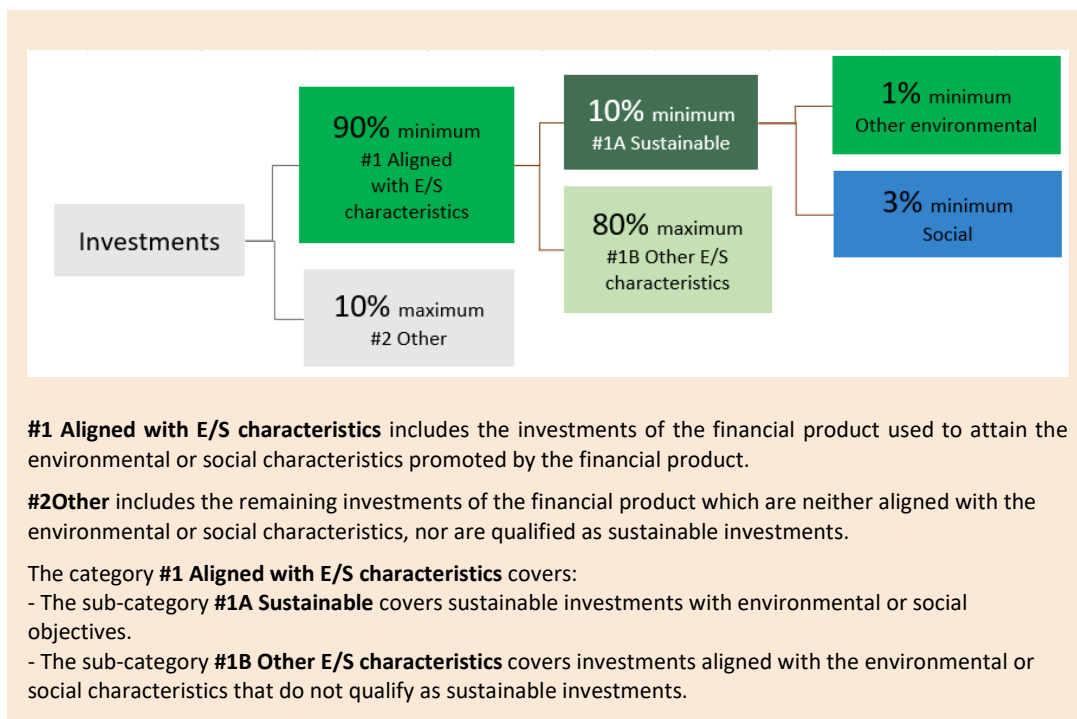 Investments
90% minimum
#1 Aligned
with E/S
characteristics
10% maximum
#2 Other
10% minimum
#1A Sustainable
80% maximum
#1B Other E/S
characteristics
1% minimum
Other environmental
3% minimum
Social
#1 Aligned with E/S characteristics includes the investments of the financial product used to attain the
environmental or social characteristics promoted by the financial product.
#2Other includes the remaining investments of the financial product which are neither aligned with the
environmental or social characteristics, nor are qualified as sustainable investments.
The category #1 Aligned with E/S characteristics covers:
- The sub-category #1A Sustainable covers sustainable investments with environmental or social
objectives.
- The sub-category #1B Other E/S characteristics covers investments aligned with the environmental or
social characteristics that do not qualify as sustainable investments.